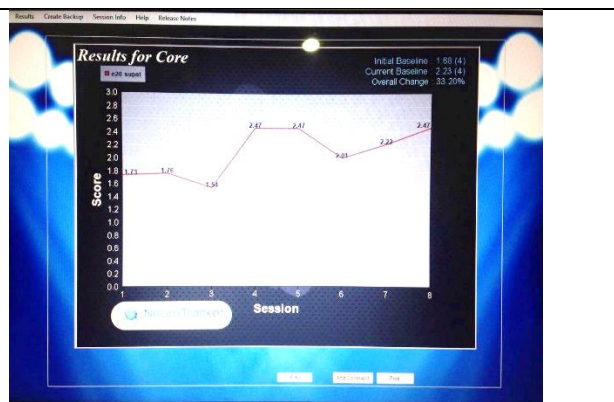 Results Create Backup Session Info Help Release Notes
Results for Core
Initial Baseline : 1.68 (4)
Current Baseline : 2.23 (4)
Overall Change : 33.20%
e20 supat
3.0
2.8
2.6
2.4
2.2
2.0
1.8
1.6
1.4
1.2
1.0
0.8
0.6
0.4
0.2
0.0
Score
1.73 1.76 1.54 2.47 2.47 2.01 2.22 2.47
1 2 3 4 5 6 7 8
Session
NeuroTracker
Print